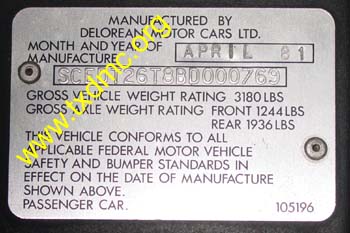 MANUFACTURED BY
DELOREAN MOTOR CARS LTD.
MONTH AND YEAR OF
MANUFACTURE
APRIL 81
GROSS VEHICLE WEIGHT RATING 3180 LBS
GROSS AXLE WEIGHT RATING FRONT 1244 LBS
REAR 1936 LBS
THIS VEHICLE CONFORMS TO ALL
APPLICABLE FEDERAL MOTOR VEHICLE
SAFETY AND BUMPER STANDARDS IN
EFFECT ON THE DATE OF MANUFACTURE
SHOWN ABOVE.
PASSENGER CAR. 105196